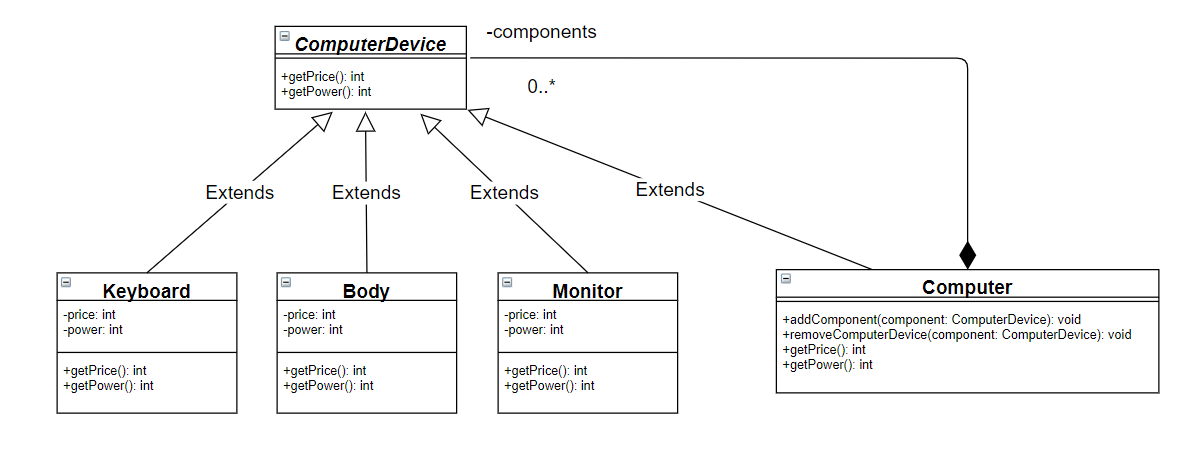 ComputerDevice
+getPrice(): int
+getPower(): int
-components
0..*
Extends
Extends
Extends
Extends
Keyboard
-price: int
-power: int
+getPrice(): int
+getPower(): int
Body
-price: int
-power: int
+getPrice(): int
+getPower(): int
Monitor
-price: int
-power: int
+getPrice(): int
+getPower(): int
Computer
+addComponent(component: ComputerDevice): void
+removeComputerDevice(component: ComputerDevice): void
+getPrice(): int
+getPower(): int